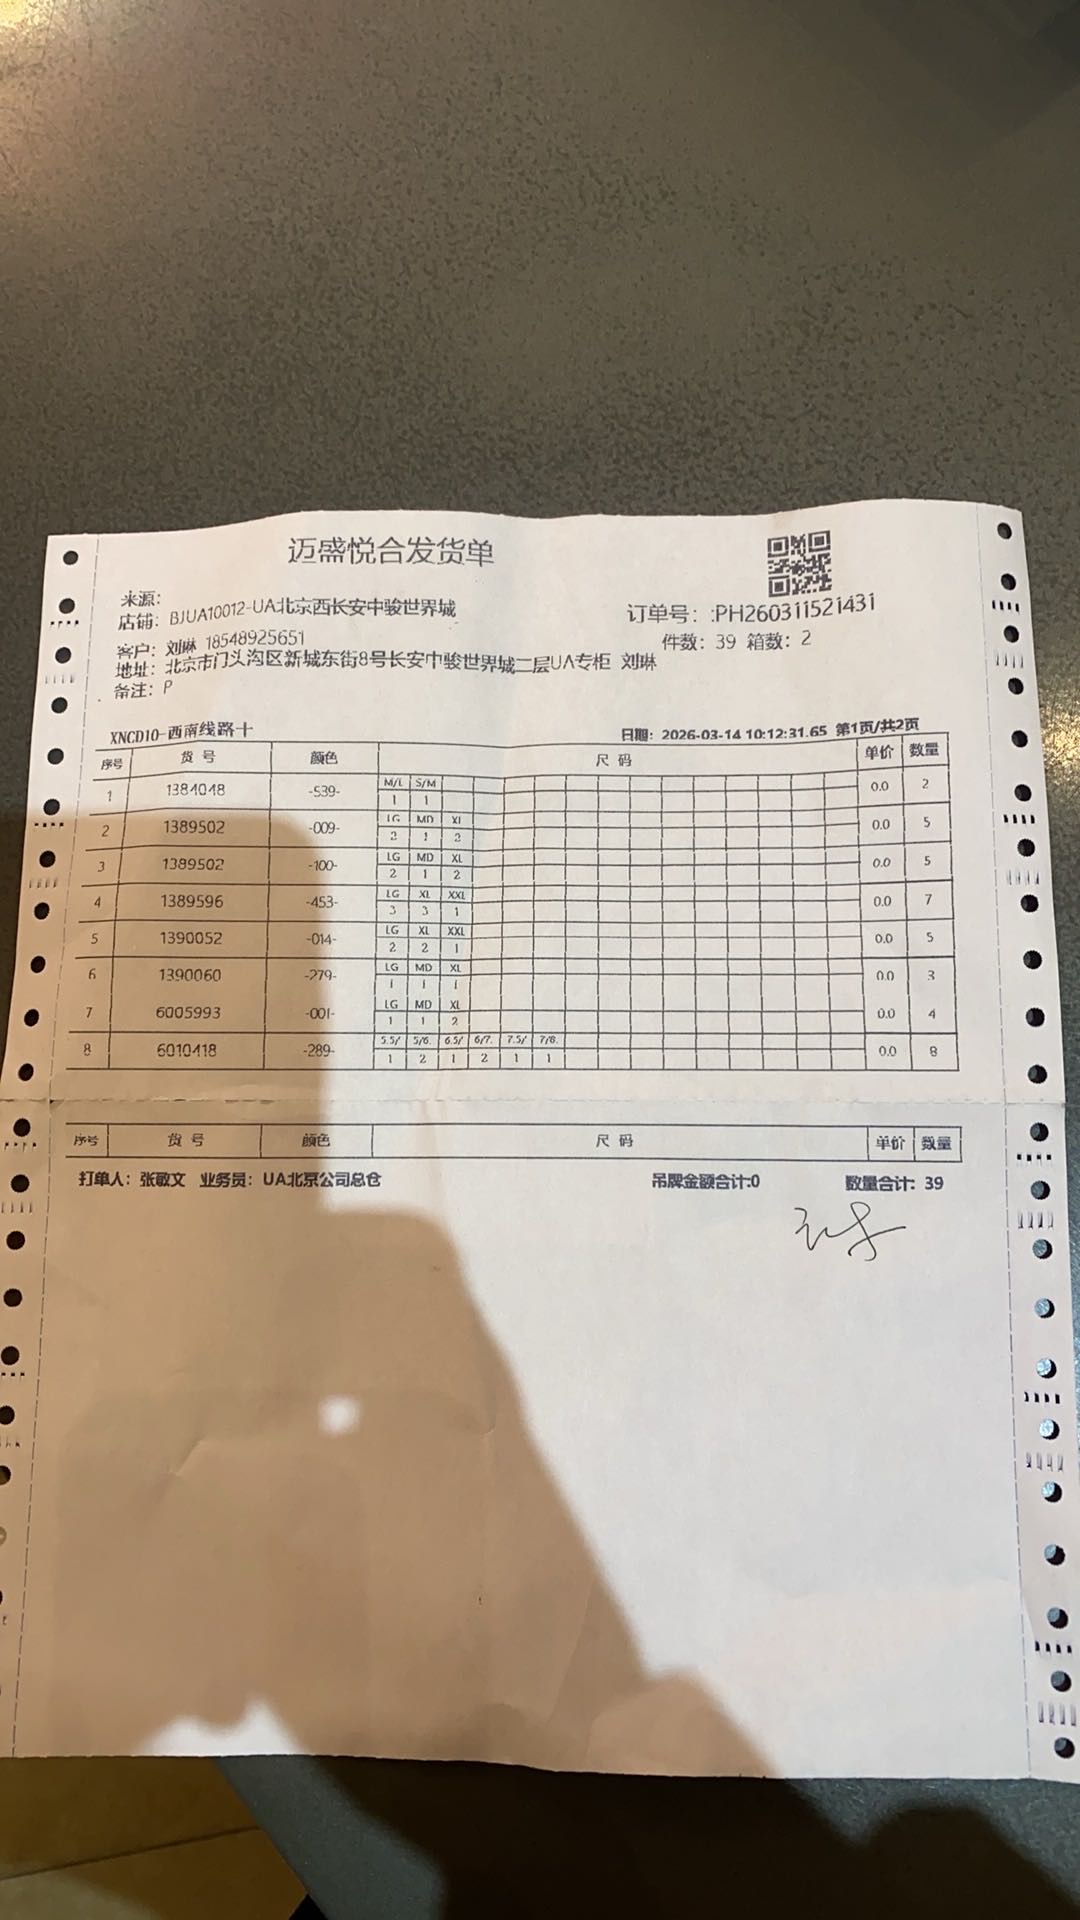 迈盛悦合发货单
来源:
店铺: BJUA10012-UA北京西长安中骏世界城
订单号: :PH260311521431
客户: 刘琳 18548925651
件数: 39 箱数: 2
地址: 北京市门头沟区新城东街8号长安中骏世界城二层UA专柜 刘琳
备注: P
XNCD10-西南线路十
日期: 2026-03-14 10:12:31.65 第1页/共2页
序号 货号 颜色 尺码 单价 数量
M/L S/M
1 1384048 -539- 0.0 2
1 1
LG MD XL
2 1389502 -009- 0.0 5
2 1 2
LG MD XL
3 1389502 -100- 0.0 5
2 1 2
LG XL XXL
4 1389596 -453- 0.0 7
3 3 1
LG XL XXL
5 1390052 -014- 0.0 5
2 2 1
LG MD XL
6 1390060 -279- 0.0 3
1 1 1
LG MD XL
7 6005993 -001- 0.0 4
1 1 2
5.5/ 5/6. 6.5/ 6/7. 7.5/ 7/8.
8 6010418 -289- 0.0 8
1 2 1 2 1 1
序号 货号 颜色 尺码 单价 数量
打单人: 张敏文 业务员: UA北京公司总仓 吊牌金额合计:0 数量合计: 39